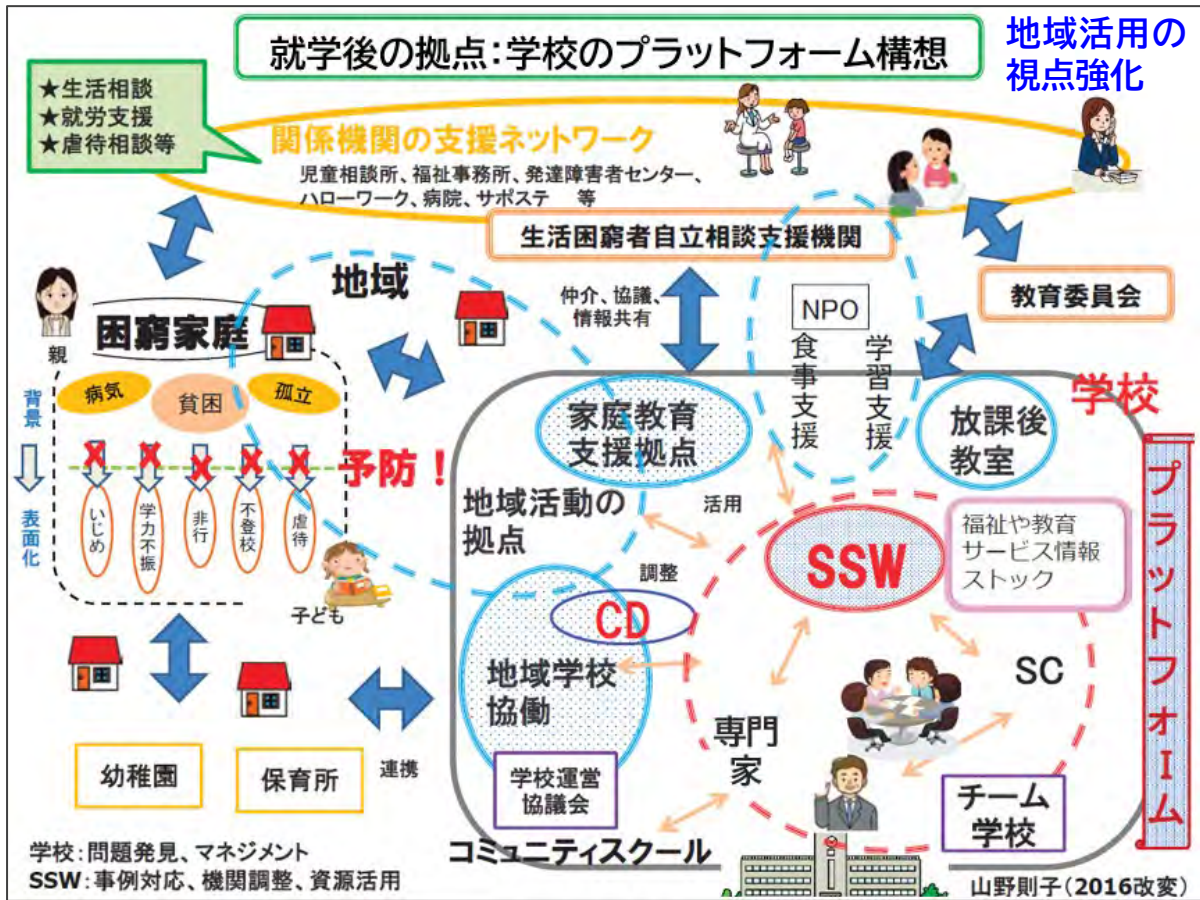 就学後の拠点:学校のプラットフォーム構想
地域活用の
視点強化
★生活相談
★就労支援
★虐待相談等
関係機関の支援ネットワーク
児童相談所、福祉事務所、発達障害者センター、
ハローワーク、病院、サポステ 等
生活困窮者自立相談支援機関
教育委員会
地域
仲介、協議、
情報共有
NPO
食事支援
学習支援
親
困窮家庭
病気
貧困
孤立
背景
表面化
予防!
いじめ
学力不振
非行
不登校
虐待
子ども
学校
家庭教育
支援拠点
放課後
教室
地域活動の
拠点
活用
調整
SSW
福祉や教育
サービス情報
ストック
プラットフォーム
CD
地域学校
協働
SC
専門
家
学校運営
協議会
チーム
学校
幼稚園
保育所
連携
コミュニティスクール
学校:問題発見、マネジメント
SSW:事例対応、機関調整、資源活用
山野則子(2016改変)